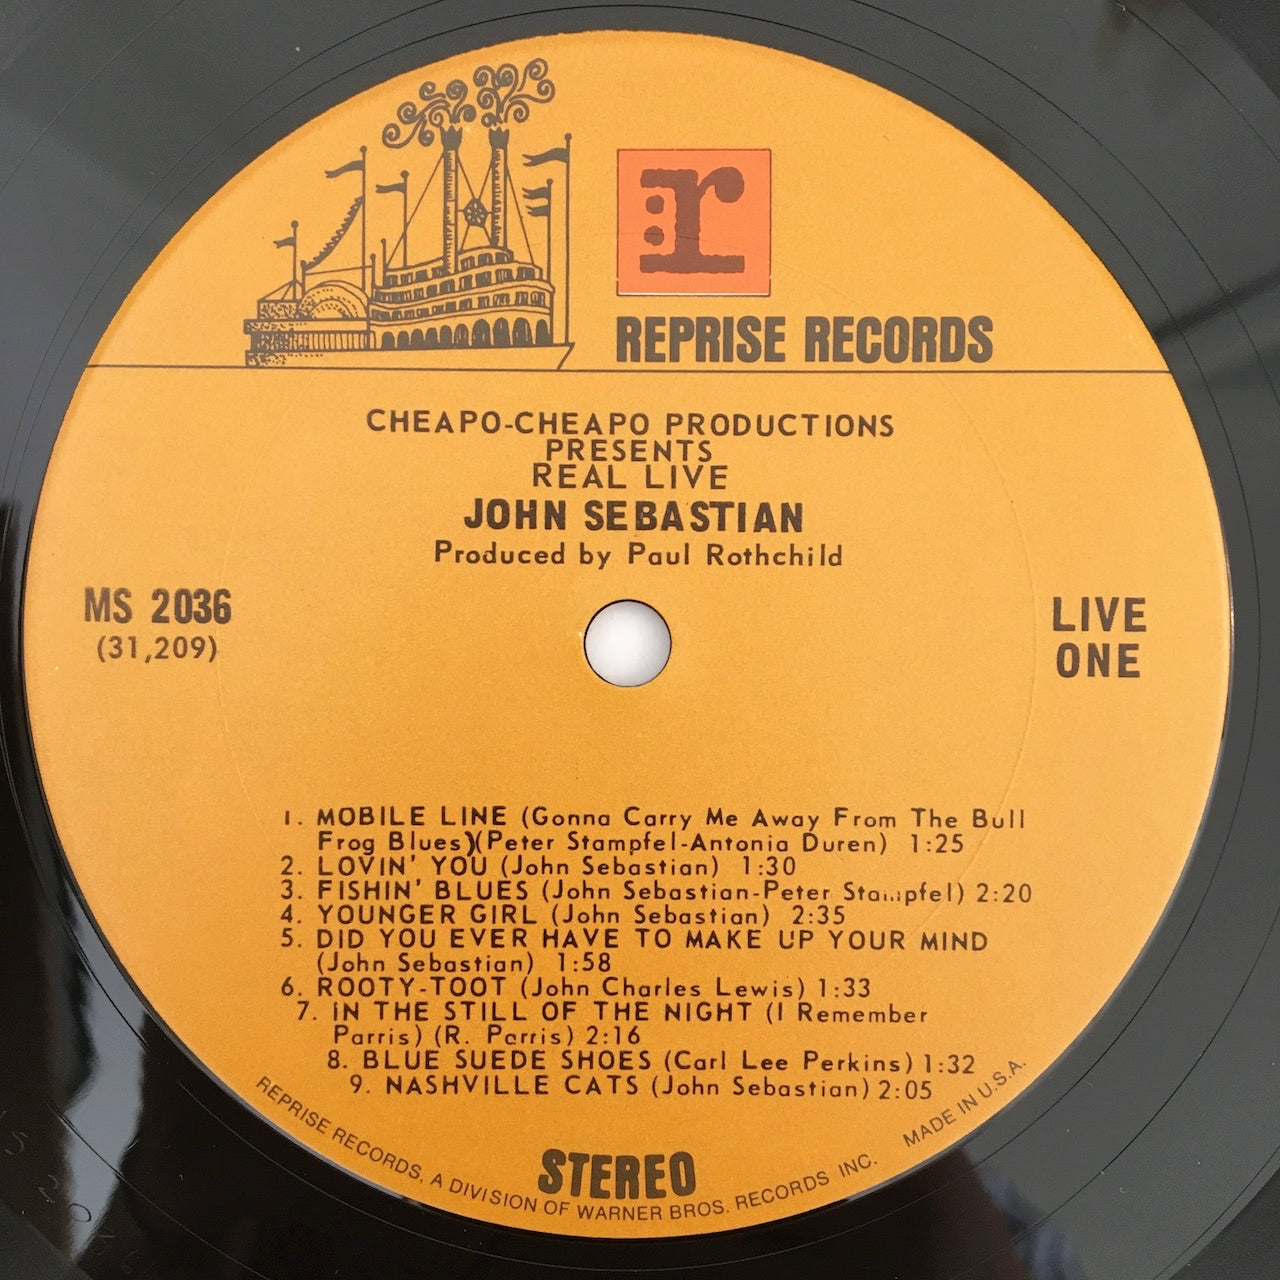 r:
REPRISE RECORDS
CHEAPO-CHEAPO PRODUCTIONS
PRESENTS
REAL LIVE
JOHN SEBASTIAN
Produced by Paul Rothchild
MS 2036
(31,209)
LIVE
ONE
1. MOBILE LINE (Gonna Carry Me Away From The Bull
Frog Blues)(Peter Stampfel-Antonia Duren) 1:25
2. LOVIN' YOU (John Sebastian) 1:30
3. FISHIN' BLUES (John Sebastian-Peter Stampfel) 2:20
4. YOUNGER GIRL (John Sebastian) 2:35
5. DID YOU EVER HAVE TO MAKE UP YOUR MIND
(John Sebastian) 1:58
6. ROOTY-TOOT (John Charles Lewis) 1:33
7. IN THE STILL OF THE NIGHT (I Remember
Parris) (R. Parris) 2:16
8. BLUE SUEDE SHOES (Carl Lee Perkins) 1:32
9. NASHVILLE CATS (John Sebastian) 2:05
STEREO
REPRISE RECORDS, A DIVISION OF WARNER BROS. RECORDS INC. MADE IN U.S.A.